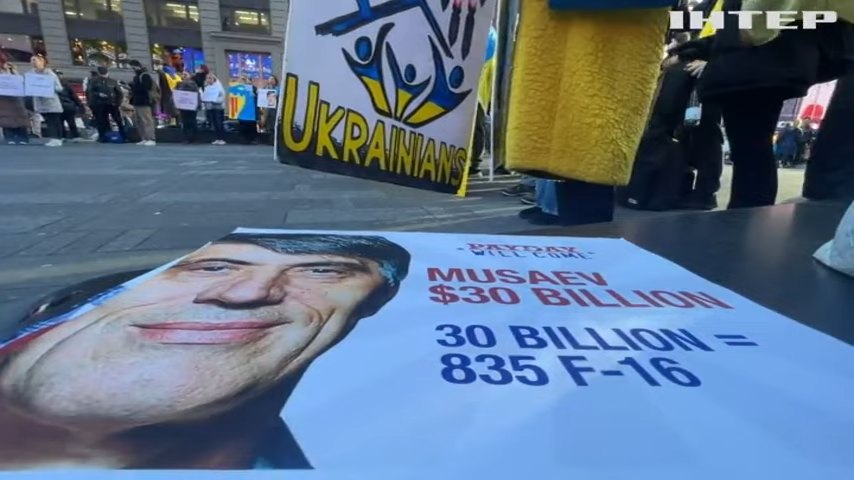 ІНТЕР
UKRAINIANS
PAYDAY
WILL COME
MUSAEV
$30 BILLION
30 BILLION =
835 F-16